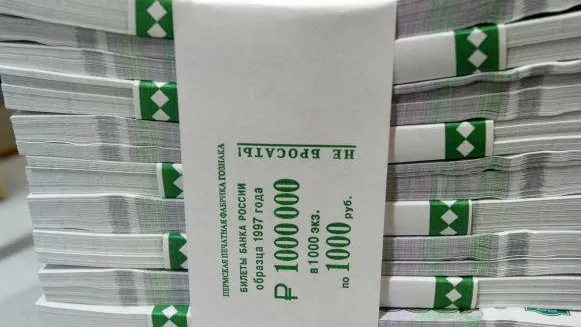 ПЕРМСКАЯ ПЕЧАТНАЯ ФАБРИКА ГОЗНАКА
БИЛЕТЫ БАНКА РОССИИ
образца 1997 года
₽ 1000 000
в 1000 экз.
по 1000 руб.
НЕ БРОСАТЬ!